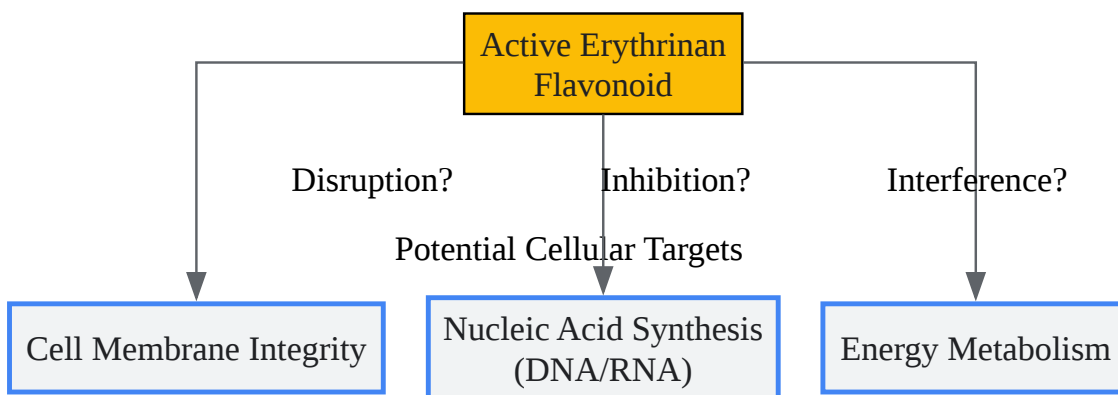 Active Erythrinan
Flavonoid
Disruption?
Inhibition?
Interference?
Potential Cellular Targets
Cell Membrane Integrity
Nucleic Acid Synthesis
(DNA/RNA)
Energy Metabolism